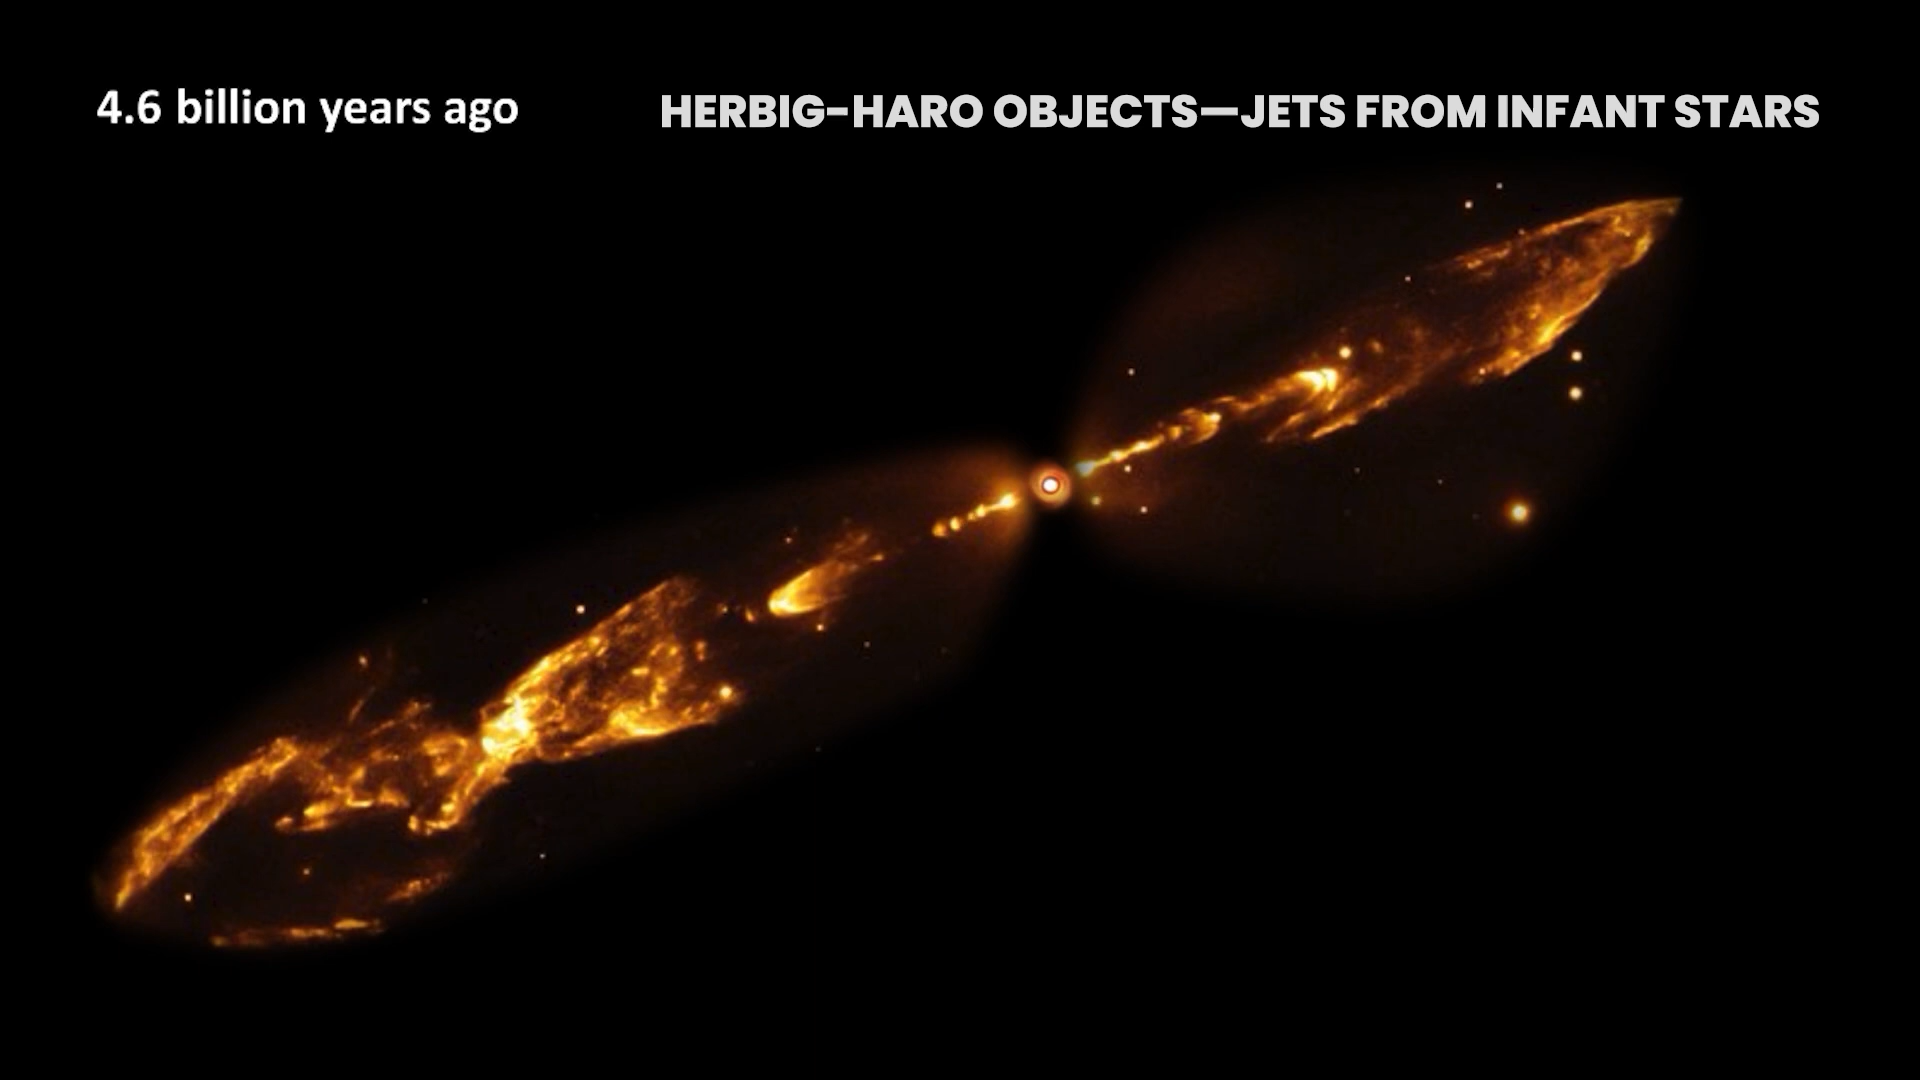 4.6 billion years ago
HERBIG-HARO OBJECTS—JETS FROM INFANT STARS